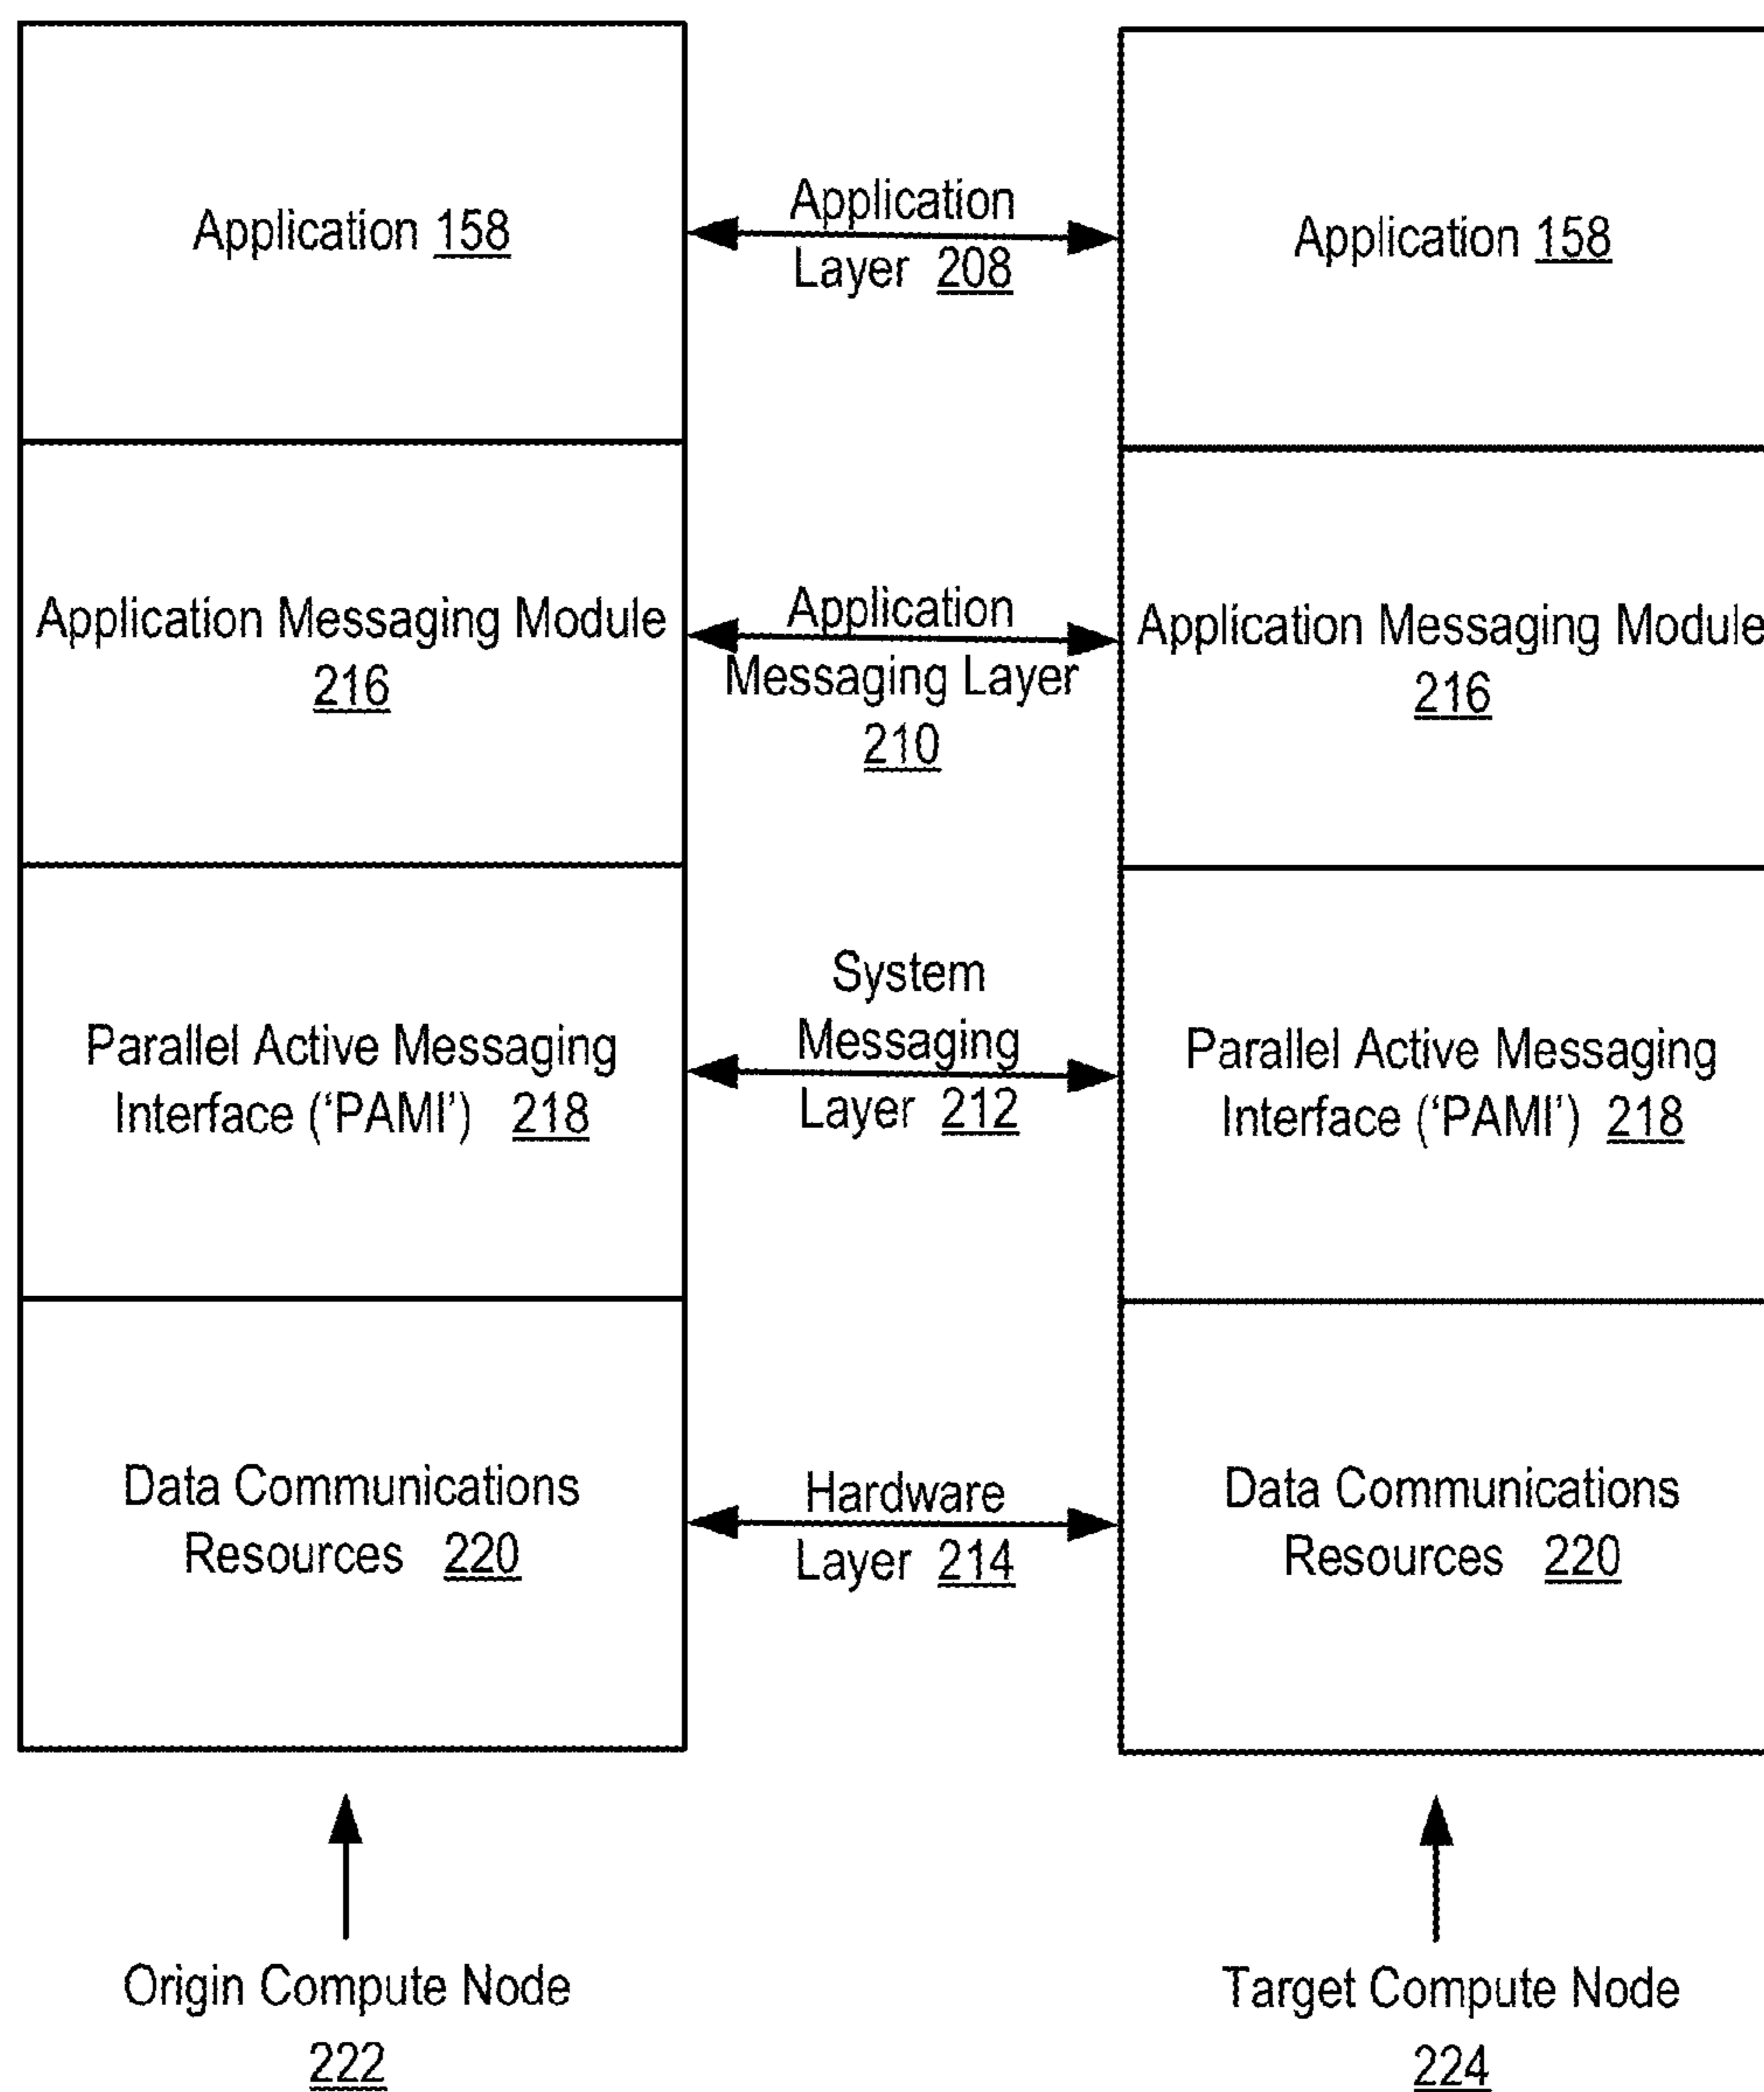 Application 158
Application
Layer 208
Application 158
Application Messaging Module
216
Application
Messaging Layer
210
Application Messaging Module
216
Parallel Active Messaging
Interface (‘PAMI’) 218
System
Messaging
Layer 212
Parallel Active Messaging
Interface (‘PAMI’) 218
Data Communications
Resources 220
Hardware
Layer 214
Data Communications
Resources 220
Origin Compute Node
222
Target Compute Node
224